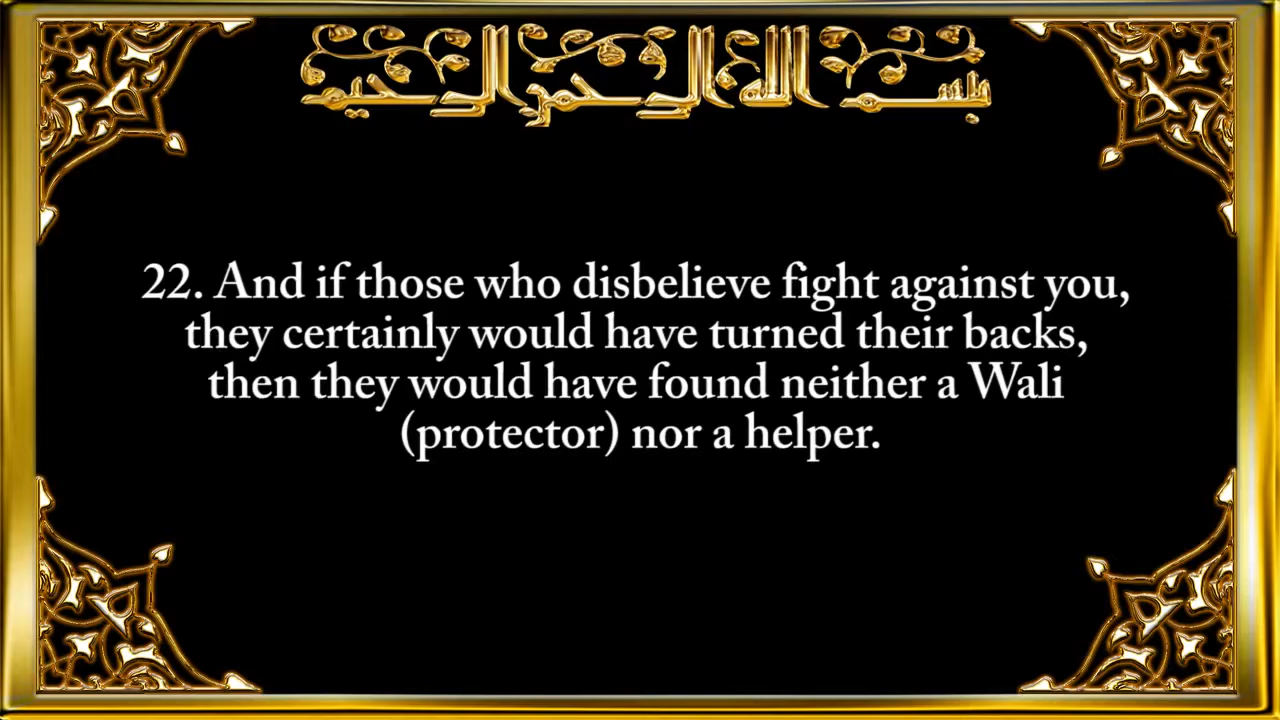 بسم الله الرحمن الرحيم
22. And if those who disbelieve fight against you,
they certainly would have turned their backs,
then they would have found neither a Wali
(protector) nor a helper.